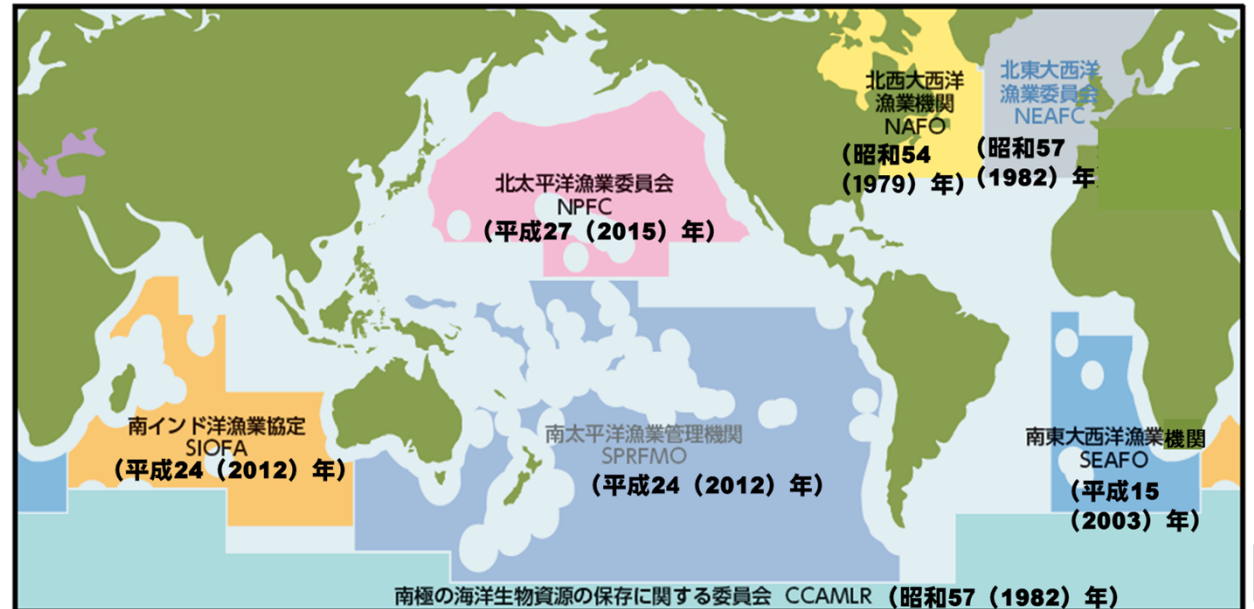 北西大西洋
漁業機関
NAFO
(昭和54
(1979)年)
北東大西洋
漁業委員会
NEAFC
(昭和57
(1982)年
北太平洋漁業委員会
NPFC
(平成27(2015)年)
南インド洋漁業協定
SIOFA
(平成24(2012)年)
南太平洋漁業管理機関
SPRFMO
(平成24(2012)年)
南東大西洋漁業機関
SEAFO
(平成15
(2003)年)
南極の海洋生物資源の保存に関する委員会 CCAMLR (昭和57(1982)年)